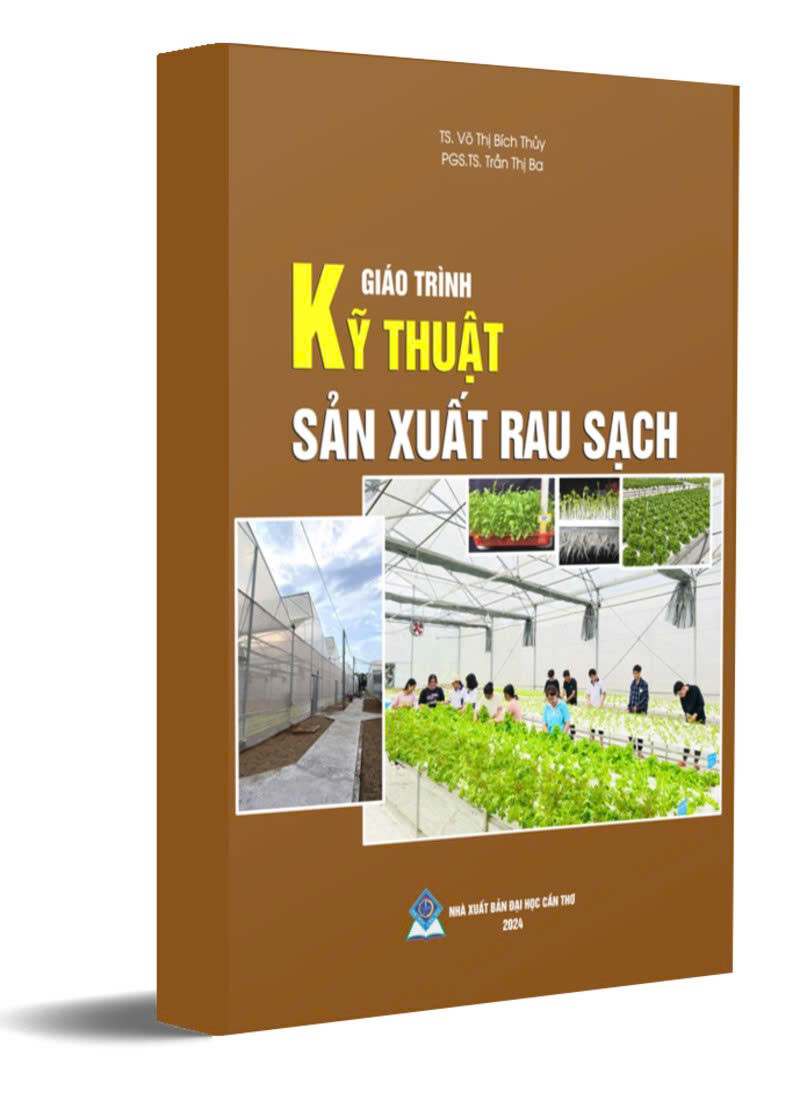 TS. Võ Thị Bích Thủy
PGS.TS. Trần Thị Ba
GIÁO TRÌNH
KỸ THUẬT
SẢN XUẤT RAU SẠCH
NHÀ XUẤT BẢN ĐẠI HỌC CẦN THƠ
2024